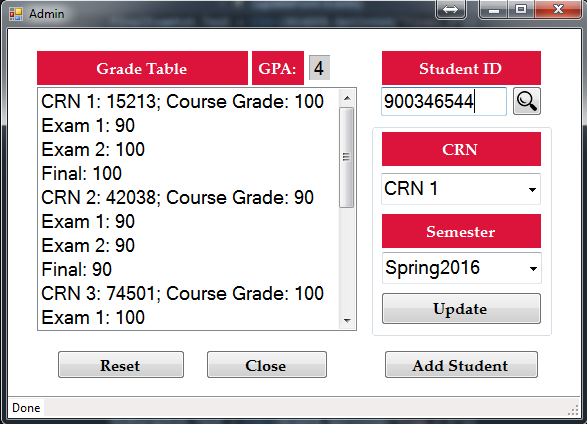 Admin
Grade Table
GPA: 4
CRN 1: 15213; Course Grade: 100
Exam 1: 90
Exam 2: 100
Final: 100
CRN 2: 42038; Course Grade: 90
Exam 1: 90
Exam 2: 90
Final: 90
CRN 3: 74501; Course Grade: 100
Exam 1: 100
Student ID
900346544
CRN
CRN 1
Semester
Spring2016
Update
Reset
Close
Add Student
Done